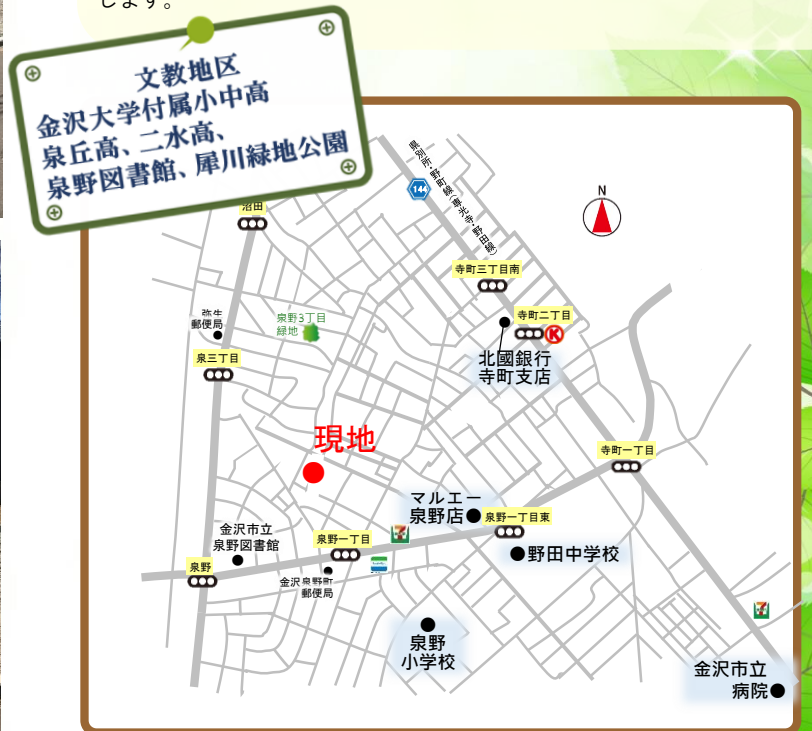 します。
文教地区
金沢大学付属小中高
泉丘高、二水高、
泉野図書館、犀川緑地公園
沼田
144
県別所・野町線(専光寺・野田線)
N
寺町三丁目南
寺町二丁目
K
弥生
郵便局
泉野3丁目
緑地
北國銀行
寺町支店
泉三丁目
現地
寺町一丁目
マルエー
泉野店
泉野一丁目東
7
金沢市立
泉野図書館
泉野一丁目
野田中学校
泉野
金沢泉野町
郵便局
泉野
小学校
7
金沢市立
病院